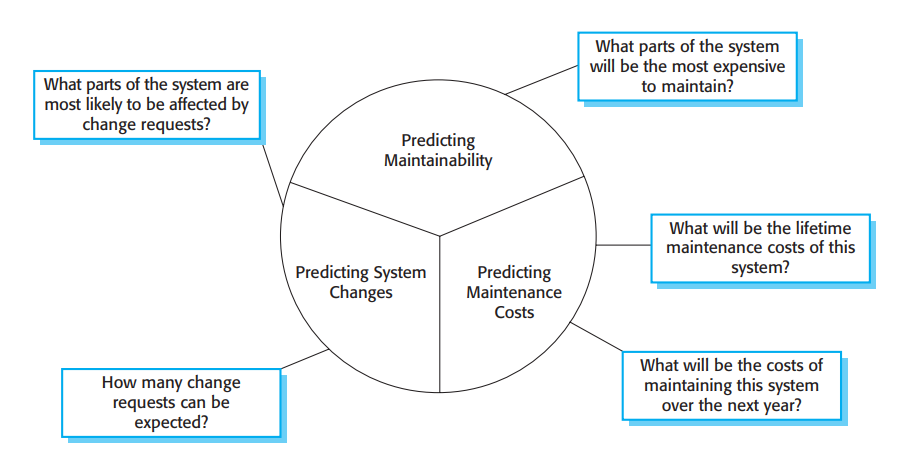 What parts of the system
will be the most expensive
to maintain?
What parts of the system are
most likely to be affected by
change requests?
Predicting
Maintainability
What will be the lifetime
maintenance costs of this
system?
Predicting System
Changes
Predicting
Maintenance
Costs
What will be the costs of
maintaining this system
over the next year?
How many change
requests can be
expected?